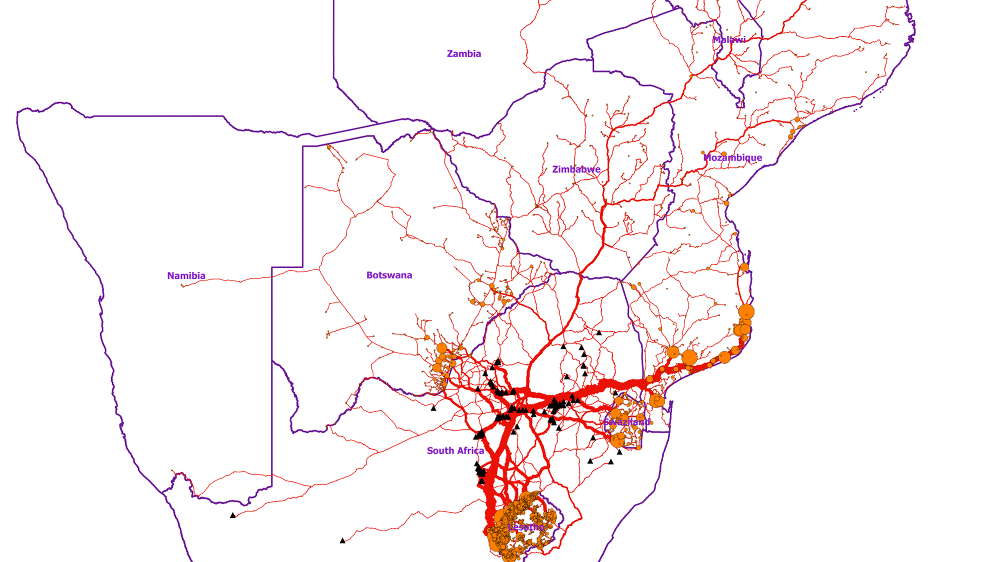 Malawi
Zambia
Mozambique
Zimbabwe
Namibia
Botswana
Swaziland
South Africa
Lesotho